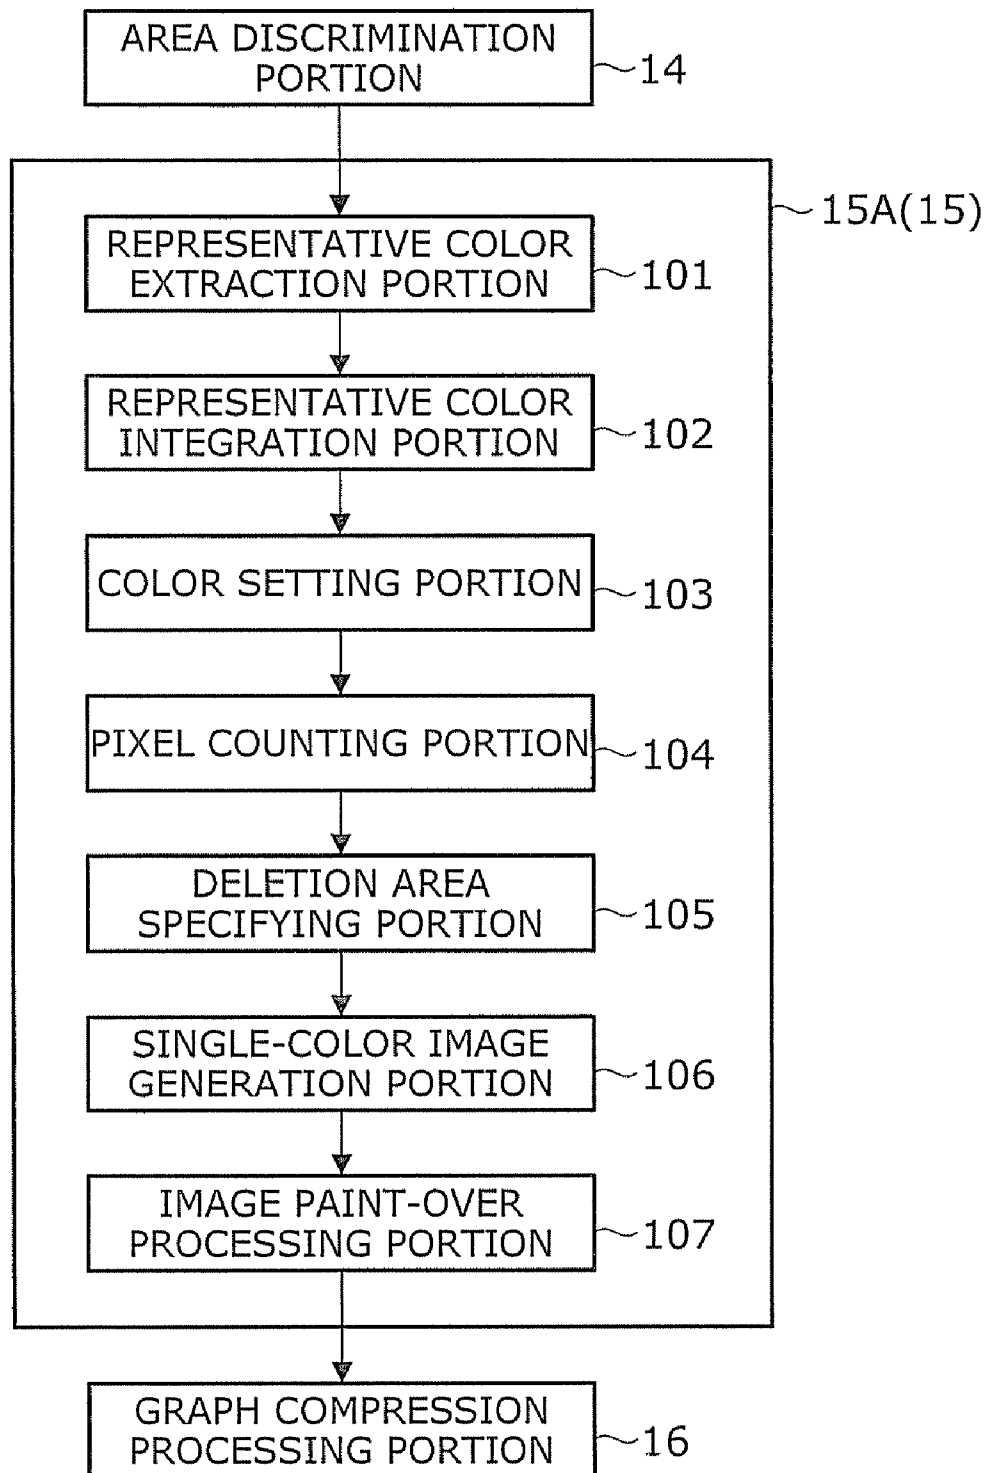 AREA DISCRIMINATION
PORTION
14
15A(15)
REPRESENTATIVE COLOR
EXTRACTION PORTION
101
REPRESENTATIVE COLOR
INTEGRATION PORTION
102
COLOR SETTING PORTION
103
PIXEL COUNTING PORTION
104
DELETION AREA
SPECIFYING PORTION
105
SINGLE-COLOR IMAGE
GENERATION PORTION
106
IMAGE PAINT-OVER
PROCESSING PORTION
107
GRAPH COMPRESSION
PROCESSING PORTION
16